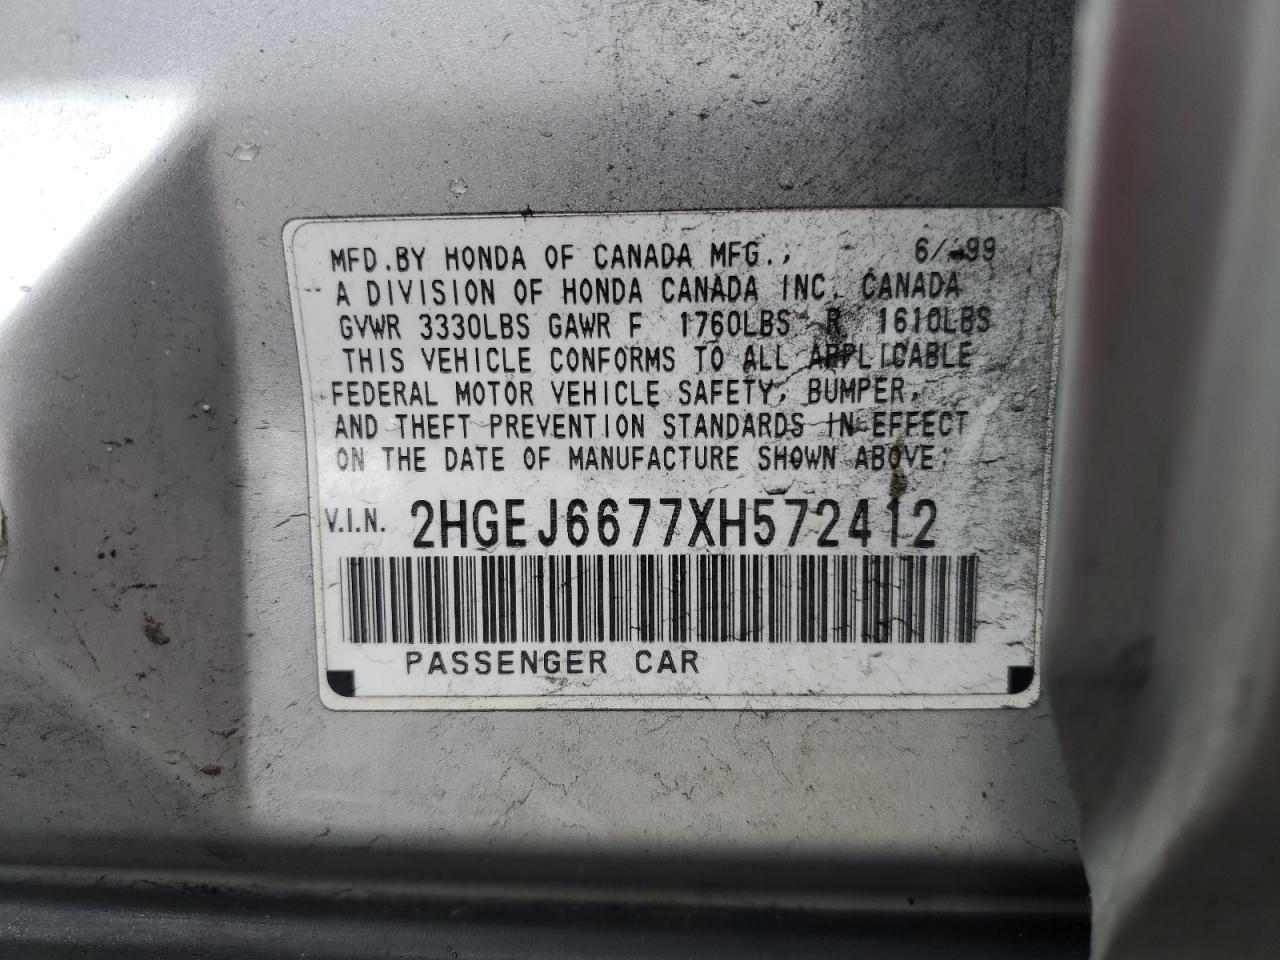 MFD. BY HONDA OF CANADA MFG., 6/ 99
A DIVISION OF HONDA CANADA INC. CANADA
GVWR 3330LBS GAWR F 1760LBS R 1610LBS
THIS VEHICLE CONFORMS TO ALL APPLICABLE
FEDERAL MOTOR VEHICLE SAFETY, BUMPER,
AND THEFT PREVENTION STANDARDS IN EFFECT
ON THE DATE OF MANUFACTURE SHOWN ABOVE.
V.I.N. 2HGEJ6677XH572412
PASSENGER CAR